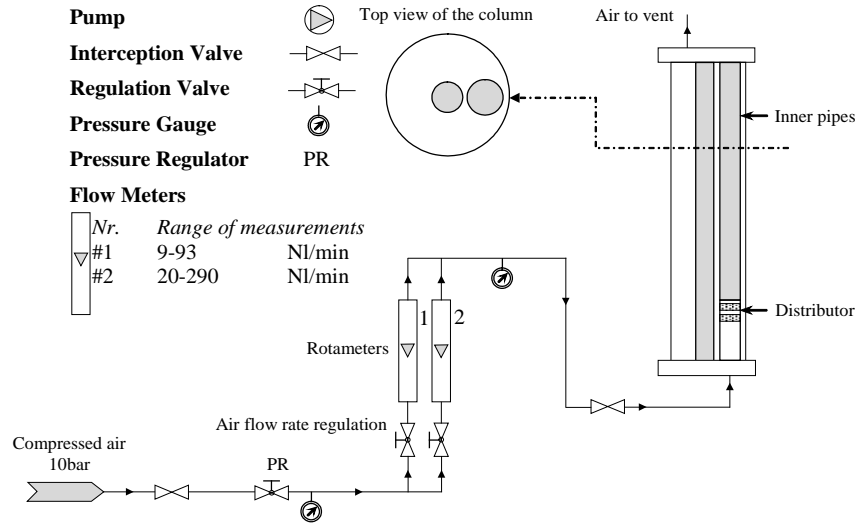 Pump
Interception Valve
Regulation Valve
Pressure Gauge
Pressure Regulator PR
Flow Meters
Nr. Range of measurements
#1 9-93 Nl/min
#2 20-290 Nl/min
Top view of the column
Air to vent
Inner pipes
Distributor
1 2
Rotameters
Air flow rate regulation
Compressed air
10bar
PR